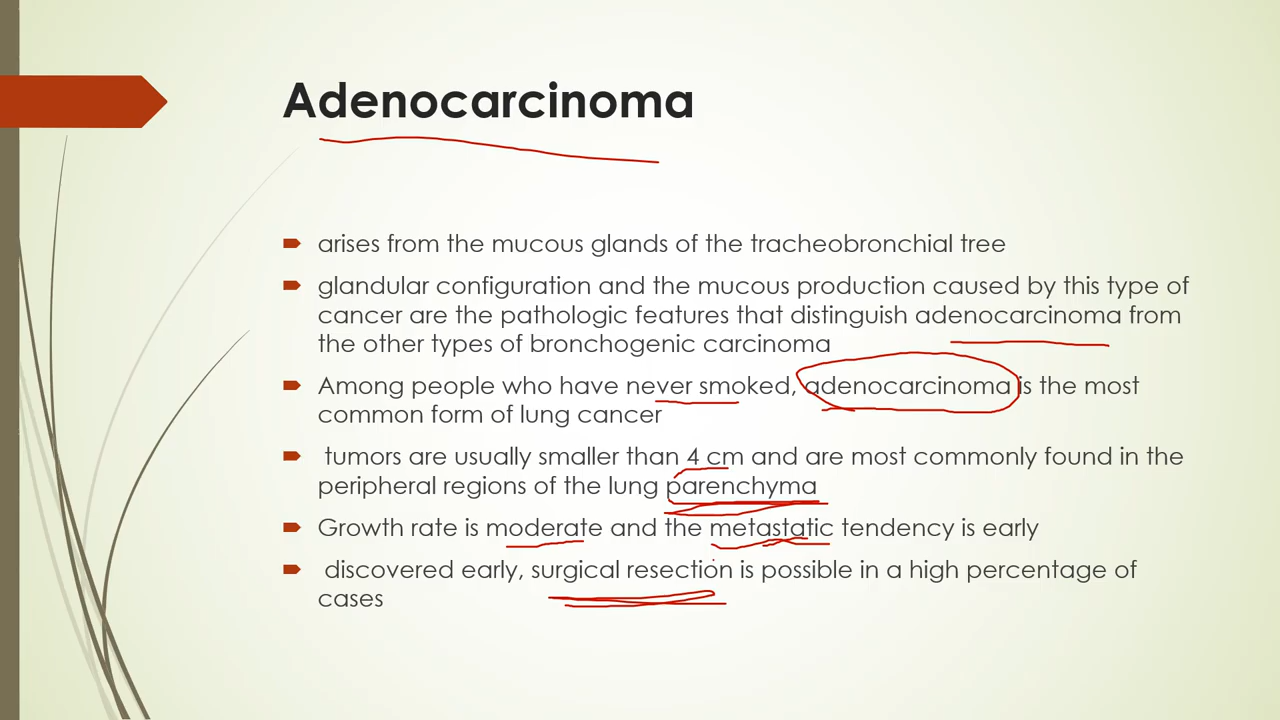 Adenocarcinoma
arises from the mucous glands of the tracheobronchial tree
glandular configuration and the mucous production caused by this type of
cancer are the pathologic features that distinguish adenocarcinoma from
the other types of bronchogenic carcinoma
Among people who have never smoked, adenocarcinoma is the most
common form of lung cancer
tumors are usually smaller than 4 cm and are most commonly found in the
peripheral regions of the lung parenchyma
Growth rate is moderate and the metastatic tendency is early
discovered early, surgical resection is possible in a high percentage of
cases